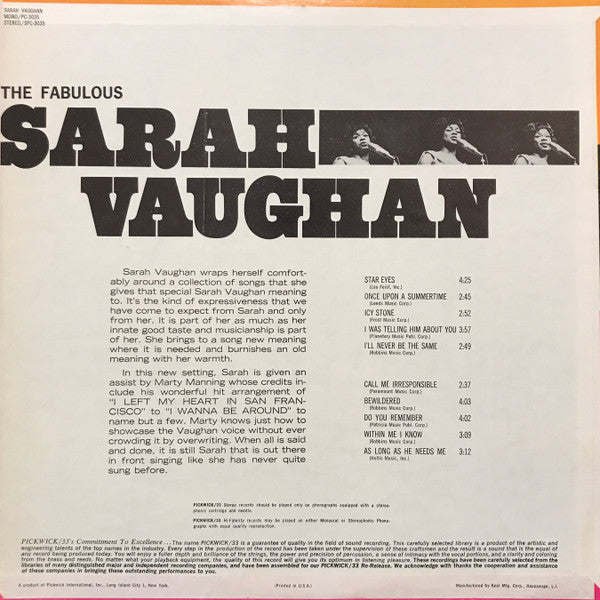 SARAH VAUGHAN
MONO/PC-3035
STEREO/SPC-3035
THE FABULOUS
SARAH
VAUGHAN
Sarah Vaughan wraps herself comfort-
ably around a collection of songs that she
gives that special Sarah Vaughan meaning
to. It's the kind of expressiveness that we
have come to expect from Sarah and only
from her. It is part of her as much as her
innate good taste and musicianship is part
of her. She brings to a song new meaning
where it is needed and burnishes an old
meaning with her warmth.
In this new setting, Sarah is given an
assist by Marty Manning whose credits in-
clude his wonderful hit arrangement of
"I LEFT MY HEART IN SAN FRAN-
CISCO" to "I WANNA BE AROUND" to
name but a few. Marty knows just how to
showcase the Vaughan voice without ever
crowding it by overwriting. When all is said
and done, it is still Sarah that is out there
in front singing like she has never quite
sung before.
STAR EYES 4:25
(Leo Feist, Inc.)
ONCE UPON A SUMMERTIME 2:45
(Leeds Music Corp.)
ICY STONE 2:52
(Frost Music Corp.)
I WAS TELLING HIM ABOUT YOU 3:57
(Planetary Music Publ. Corp.)
I'LL NEVER BE THE SAME 2:49
(Robbins Music Corp.)
CALL ME IRRESPONSIBLE 2:37
(Paramount Music Corp.)
BEWILDERED 4:03
(Robbins Music Corp.)
DO YOU REMEMBER 4:02
(Patricia Music Publ. Corp.)
WITHIN ME I KNOW 3:09
(Robbins Music Corp.)
AS LONG AS HE NEEDS ME 3:12
(Hollis Music, Inc.)
PICKWICK/33 Stereo records should be played only on phonographs equipped with a stereo-
phonic cartridge and needle.
PICKWICK/33 Hi-Fidelity records may be played on either Monaural or Stereophonic Phono-
graphs with equal quality reproduction.
PICKWICK/33's Commitment To Excellence... The name PICKWICK/33 is a guarantee of quality in the field of sound recording. This carefully selected library is a product of the artistic and
engineering talents of the top names in the industry. Every step in the production of the record has been taken under the supervision of these craftsmen and the result is a sound that is the equal of
any record being produced today. You will enjoy a fuller depth and brilliance of the strings, the power and precision of percussion, a sense of intimacy with the vocal portions, and a clarity and coloring
from the brass and reeds. No matter what your playback equipment, the quality of this record will give you its optimum in listening pleasure. These recordings have been carefully selected from the
libraries of many distinguished major and independent recording companies, and have been assembled for our PICKWICK/33 Re-Release. We acknowledge with thanks the cooperation and assistance
of these companies in bringing these outstanding performances to you.
A product of Pickwick International, Inc., Long Island City 1, New York. (Printed in U.S.A.) Manufactured by Keel Mfg. Corp., Hauppauge, L.I.